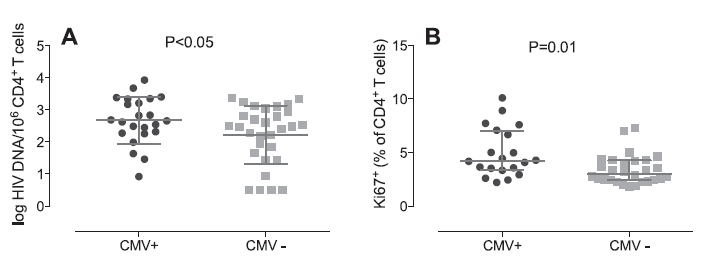 A
P<0.05
log HIV DNA/10⁶ CD4⁺ T cells
5
4
3
2
1
0
CMV+
CMV -
B
P=0.01
Ki67⁺ (% of CD4⁺ T cells)
15
10
5
0
CMV+
CMV -